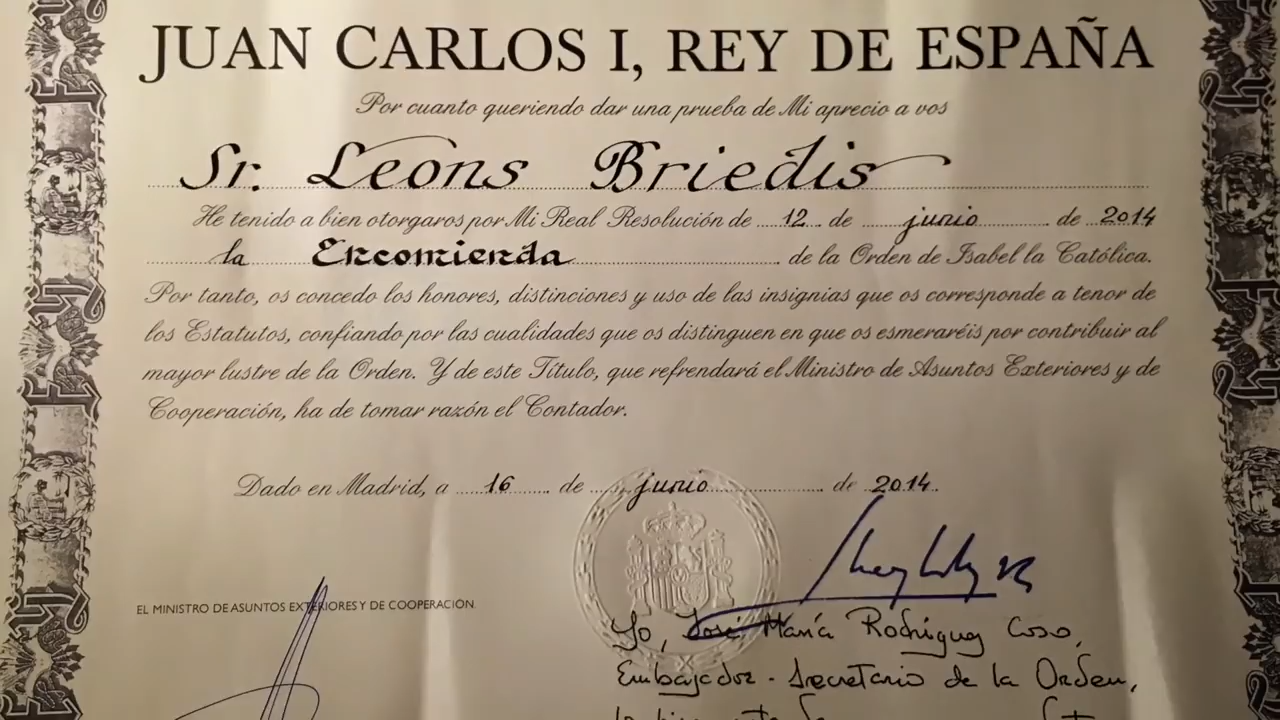 JUAN CARLOS I, REY DE ESPAÑA
Por cuanto queriendo dar una prueba de Mi aprecio a vos
Sr. Leons Briedis
He tenido a bien otorgaros por Mi Real Resolución de 12 de junio de 2014
la Encomienda de la Orden de Isabel la Católica.
Por tanto, os concedo los honores, distinciones y uso de las insignias que os corresponde a tenor de
los Estatutos, confiando por las cualidades que os distinguen en que os esmeraréis por contribuir al
mayor lustre de la Orden. Y de este Título, que refrendará el Ministro de Asuntos Exteriores y de
Cooperación, ha de tomar razón el Contador.
Dado en Madrid, a 16 de junio de 2014
EL MINISTRO DE ASUNTOS EXTERIORES Y DE COOPERACIÓN
Yo, José María Rodríguez Coso,
Embajador - Secretario de la Orden,